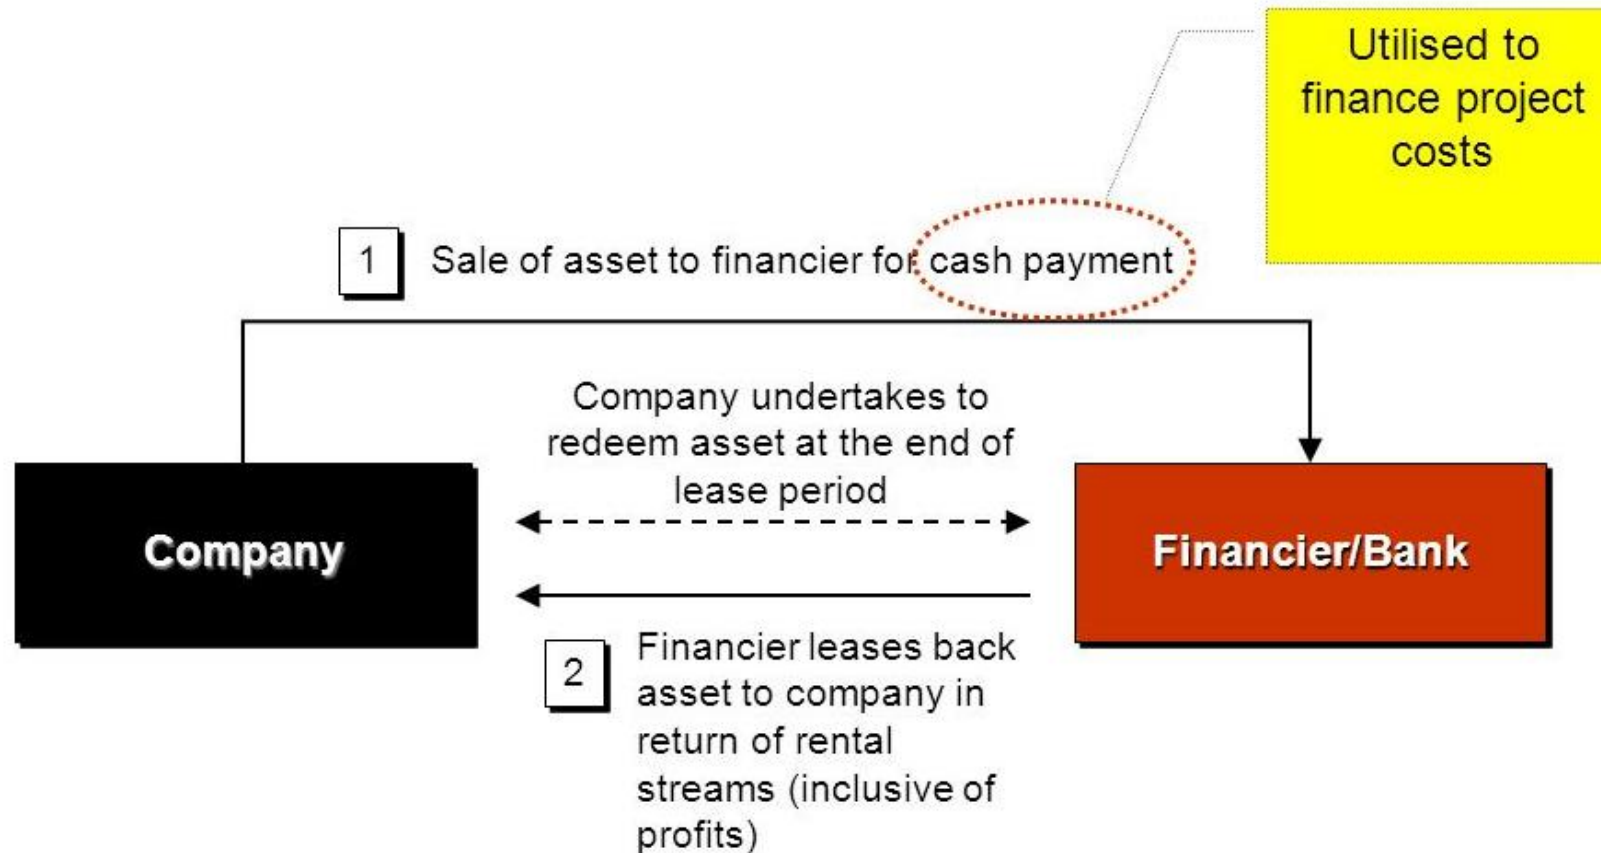 Utilised to
finance project
costs
1
Sale of asset to financier for cash payment
Company undertakes to
redeem asset at the end of
lease period
Company
Financier/Bank
2
Financier leases back
asset to company in
return of rental
streams (inclusive of
profits)